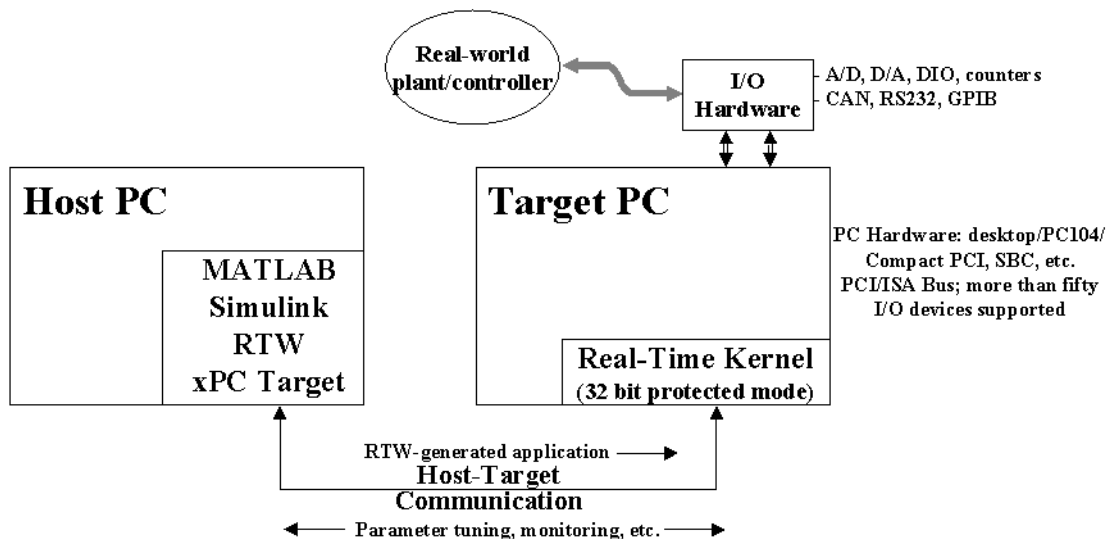 Real-world
plant/controller
I/O
Hardware
- A/D, D/A, DIO, counters
- CAN, RS232, GPIB
Host PC
MATLAB
Simulink
RTW
xPC Target
Target PC
Real-Time Kernel
(32 bit protected mode)
PC Hardware: desktop/PC104/
Compact PCI, SBC, etc.
PCI/ISA Bus; more than fifty
I/O devices supported
RTW-generated application
Host-Target
Communication
Parameter tuning, monitoring, etc.